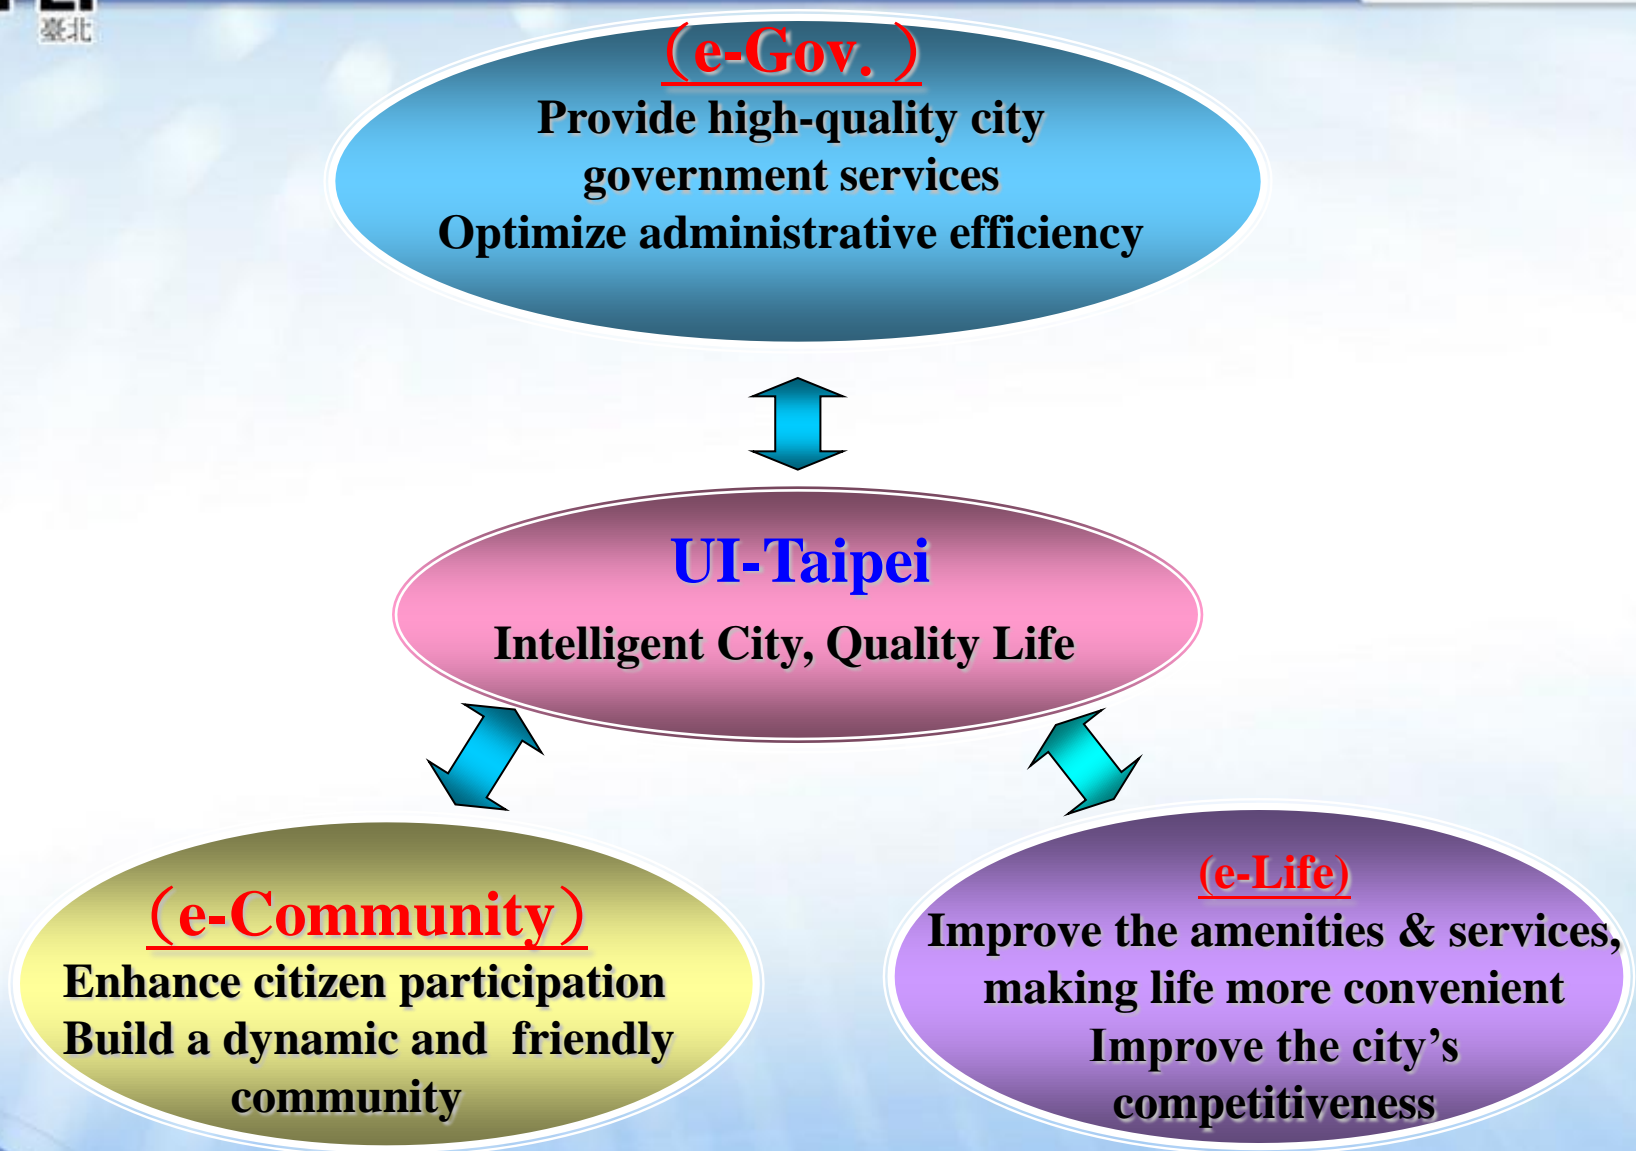 臺北
（e-Gov. ）
Provide high-quality city
government services
Optimize administrative efficiency
UI-Taipei
Intelligent City, Quality Life
（e-Community）
Enhance citizen participation
Build a dynamic and  friendly
community
(e-Life)
Improve the amenities & services,
making life more convenient
Improve the city’s
competitiveness